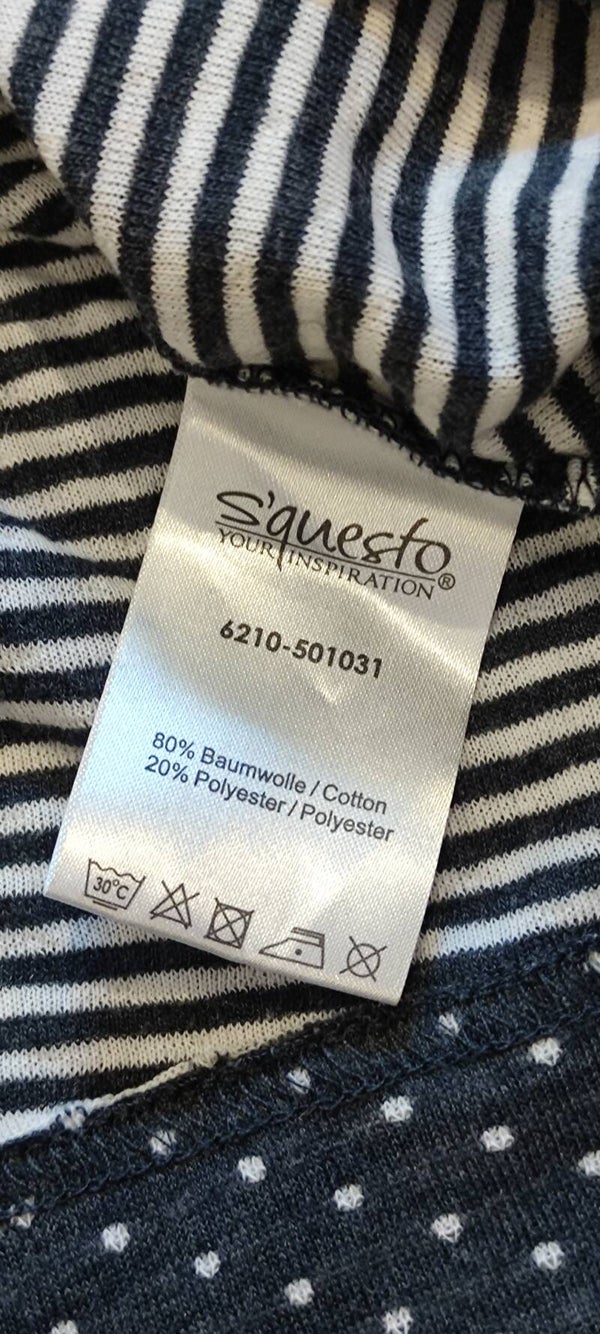 S'questo
YOUR INSPIRATION®
6210-501031
80% Baumwolle / Cotton
20% Polyester / Polyester
30°C